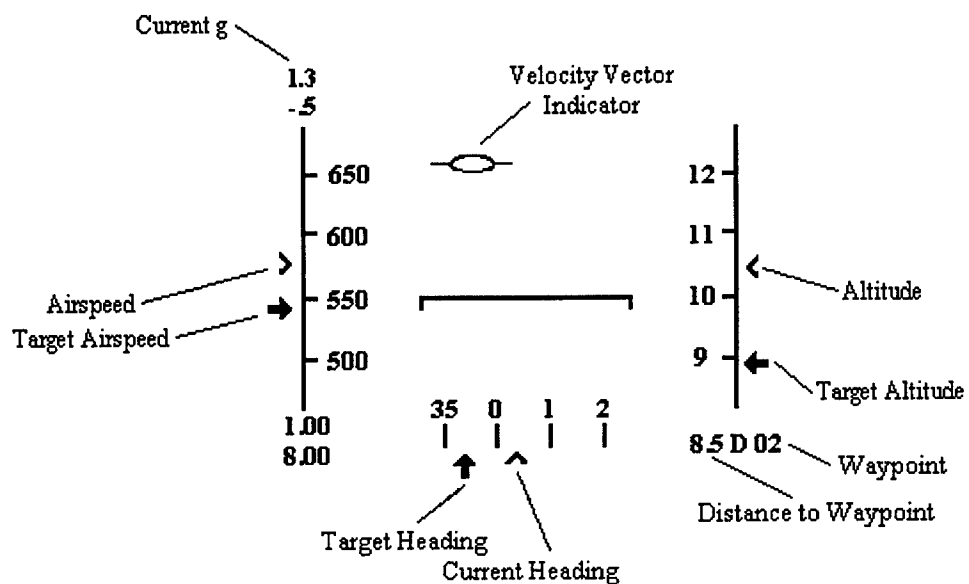 Current g
1.3
-.5
Velocity Vector
Indicator
650
600
550
500
Airspeed
Target Airspeed
12
11
10
9
Altitude
Target Altitude
35 0 1 2
1.00
8.00
8.5 D 02
Waypoint
Distance to Waypoint
Target Heading
Current Heading